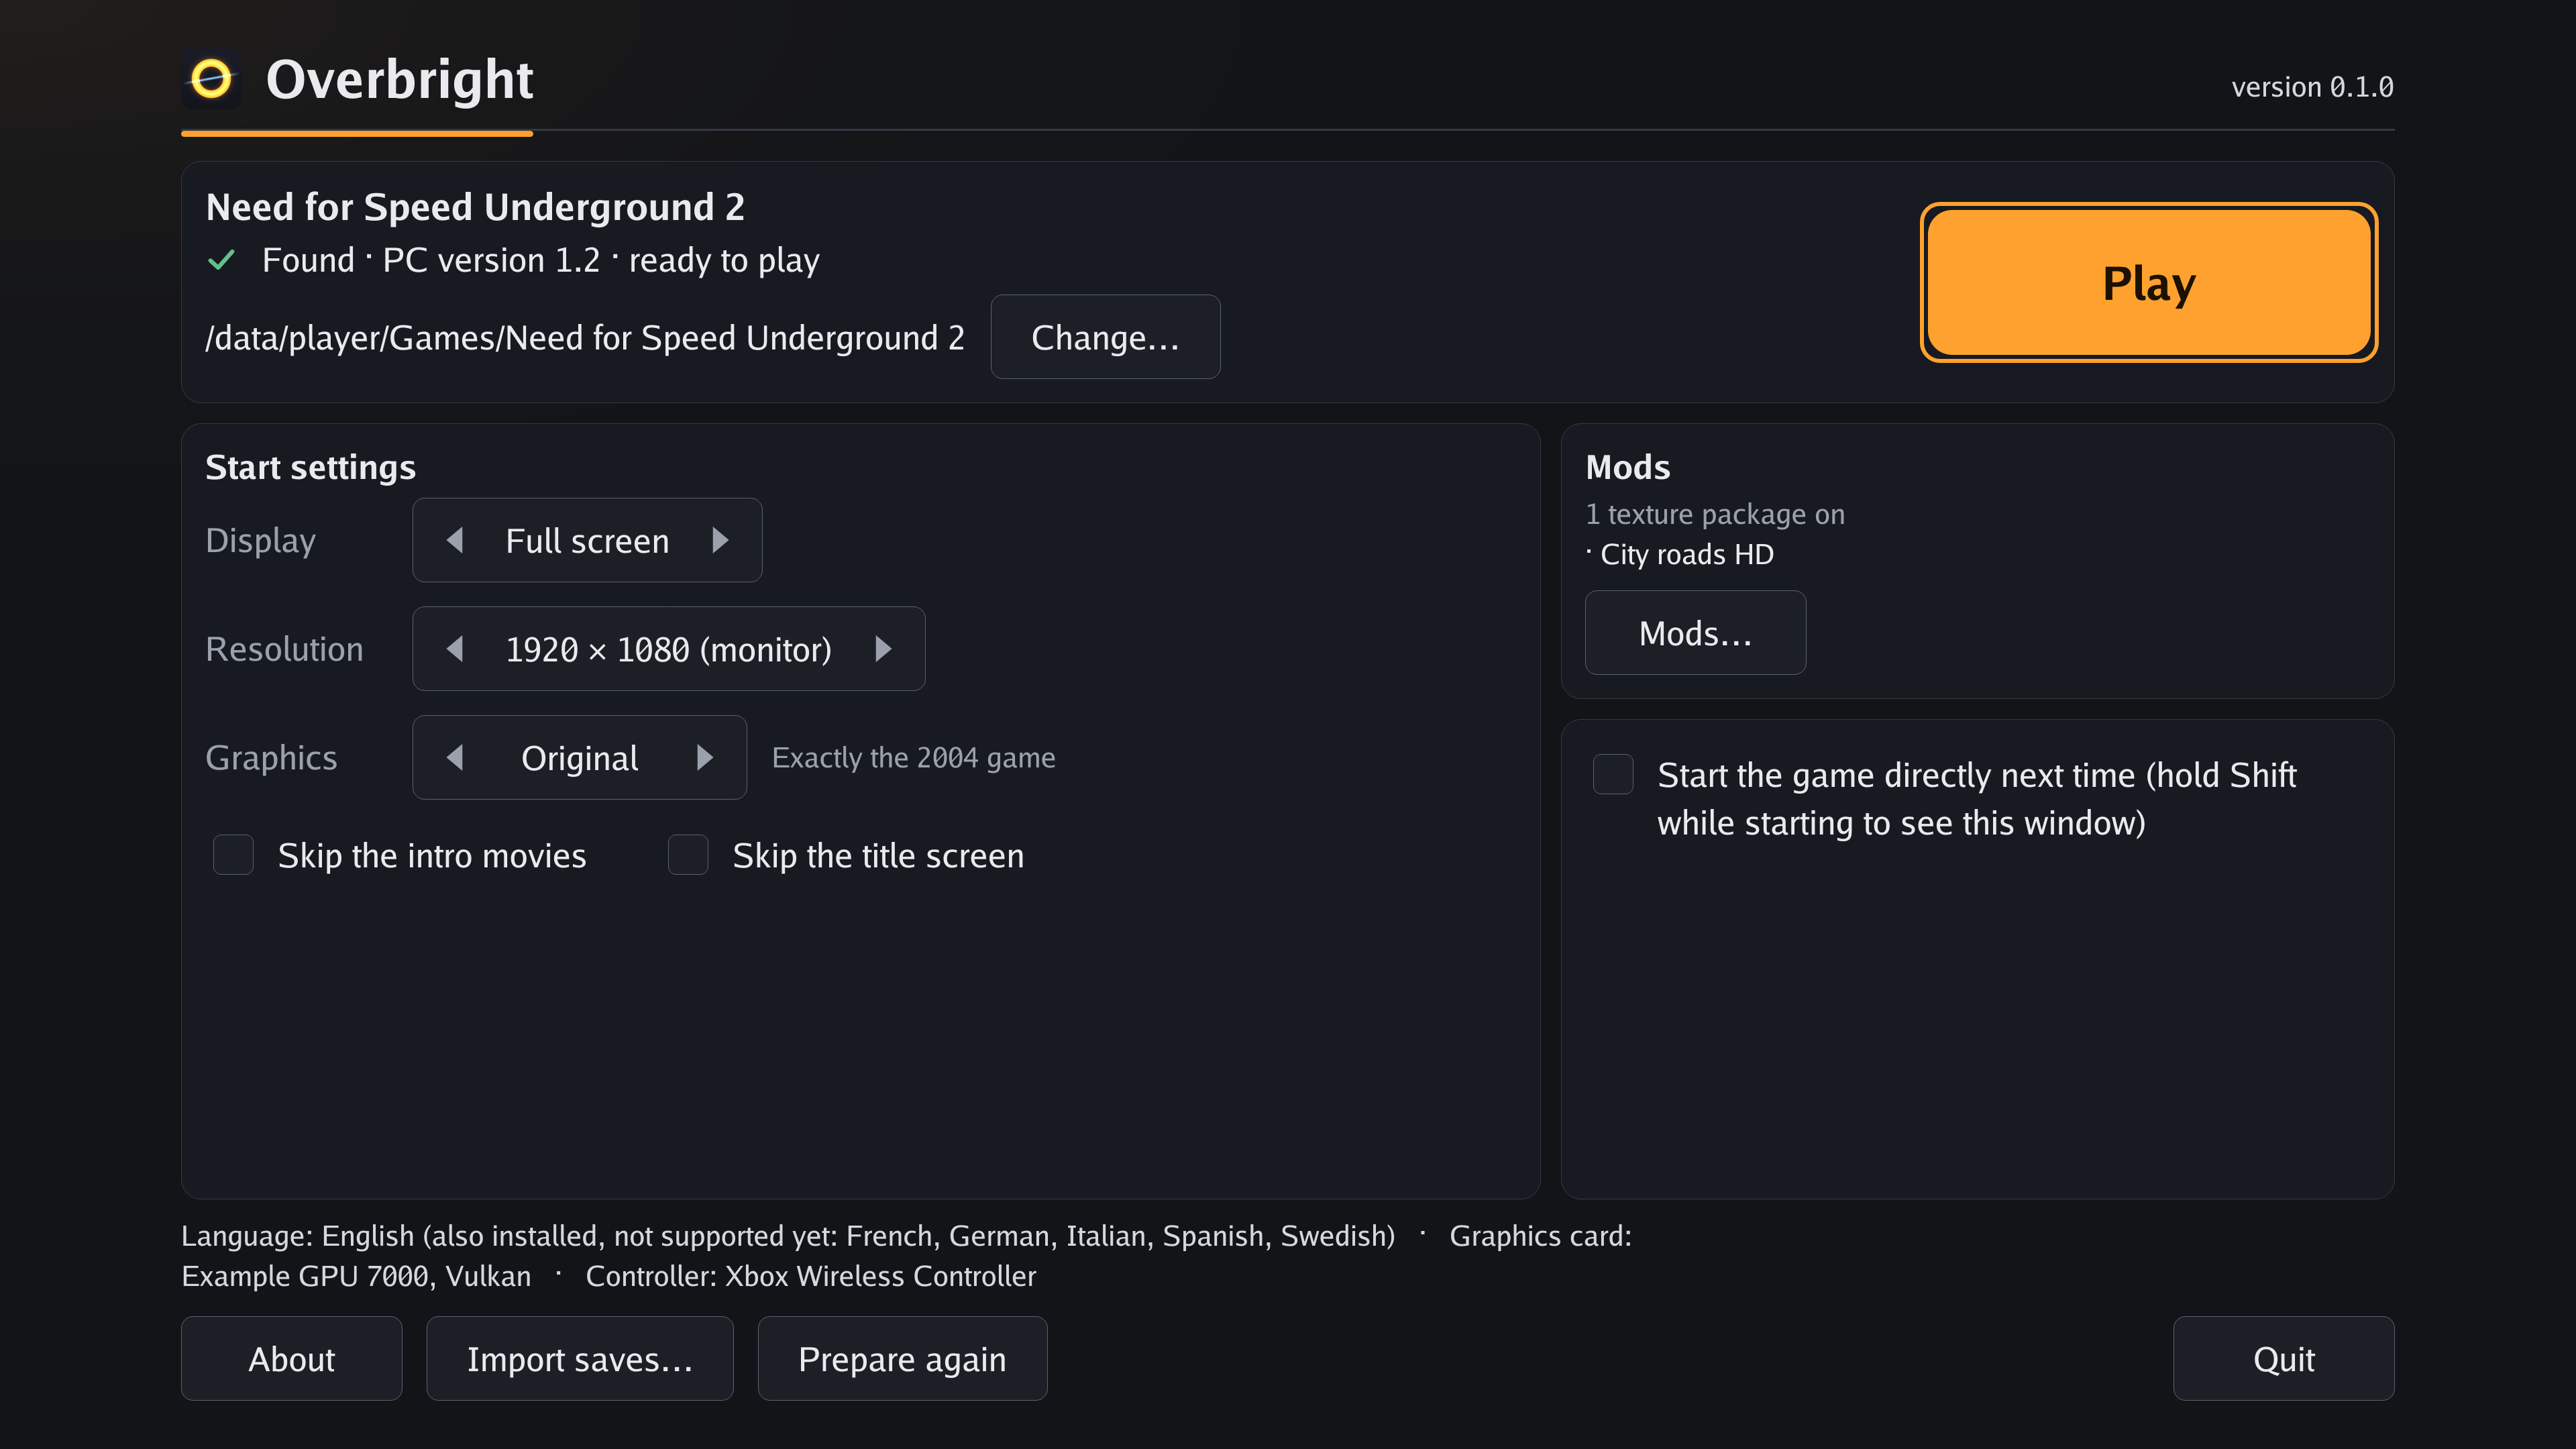 Overbright
version 0.1.0
Need for Speed Underground 2
Found · PC version 1.2 · ready to play
/data/player/Games/Need for Speed Underground 2
Change...
Play
Start settings
Display
Full screen
Resolution
1920 × 1080 (monitor)
Graphics
Original
Exactly the 2004 game
Skip the intro movies
Skip the title screen
Mods
1 texture package on
· City roads HD
Mods...
Start the game directly next time (hold Shift
while starting to see this window)
Language: English (also installed, not supported yet: French, German, Italian, Spanish, Swedish) · Graphics card:
Example GPU 7000, Vulkan · Controller: Xbox Wireless Controller
About
Import saves...
Prepare again
Quit